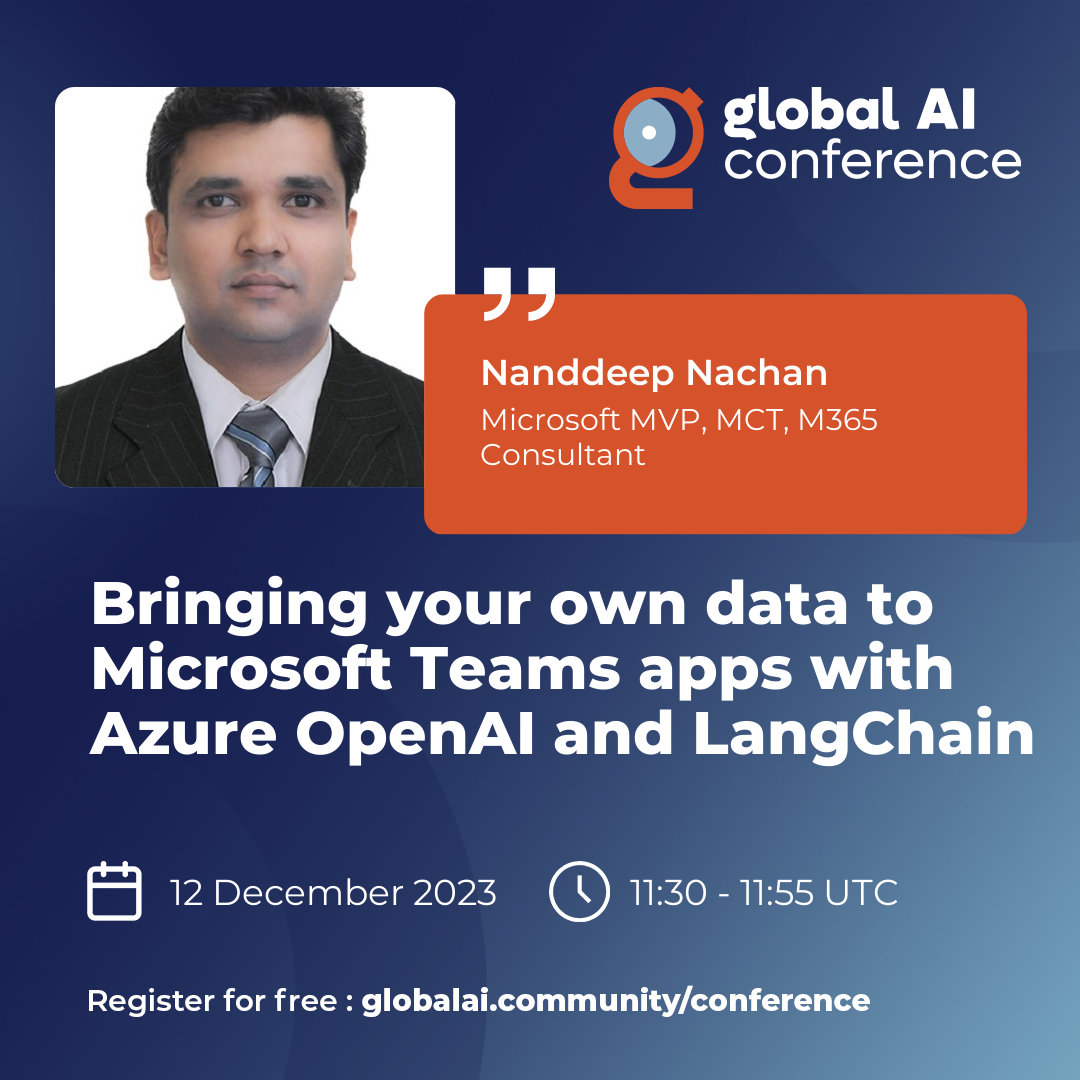 global AI
conference
Nanddeep Nachan
Microsoft MVP, MCT, M365
Consultant
Bringing your own data to
Microsoft Teams apps with
Azure OpenAI and LangChain
12 December 2023
11:30 - 11:55 UTC
Register for free : globalai.community/conference